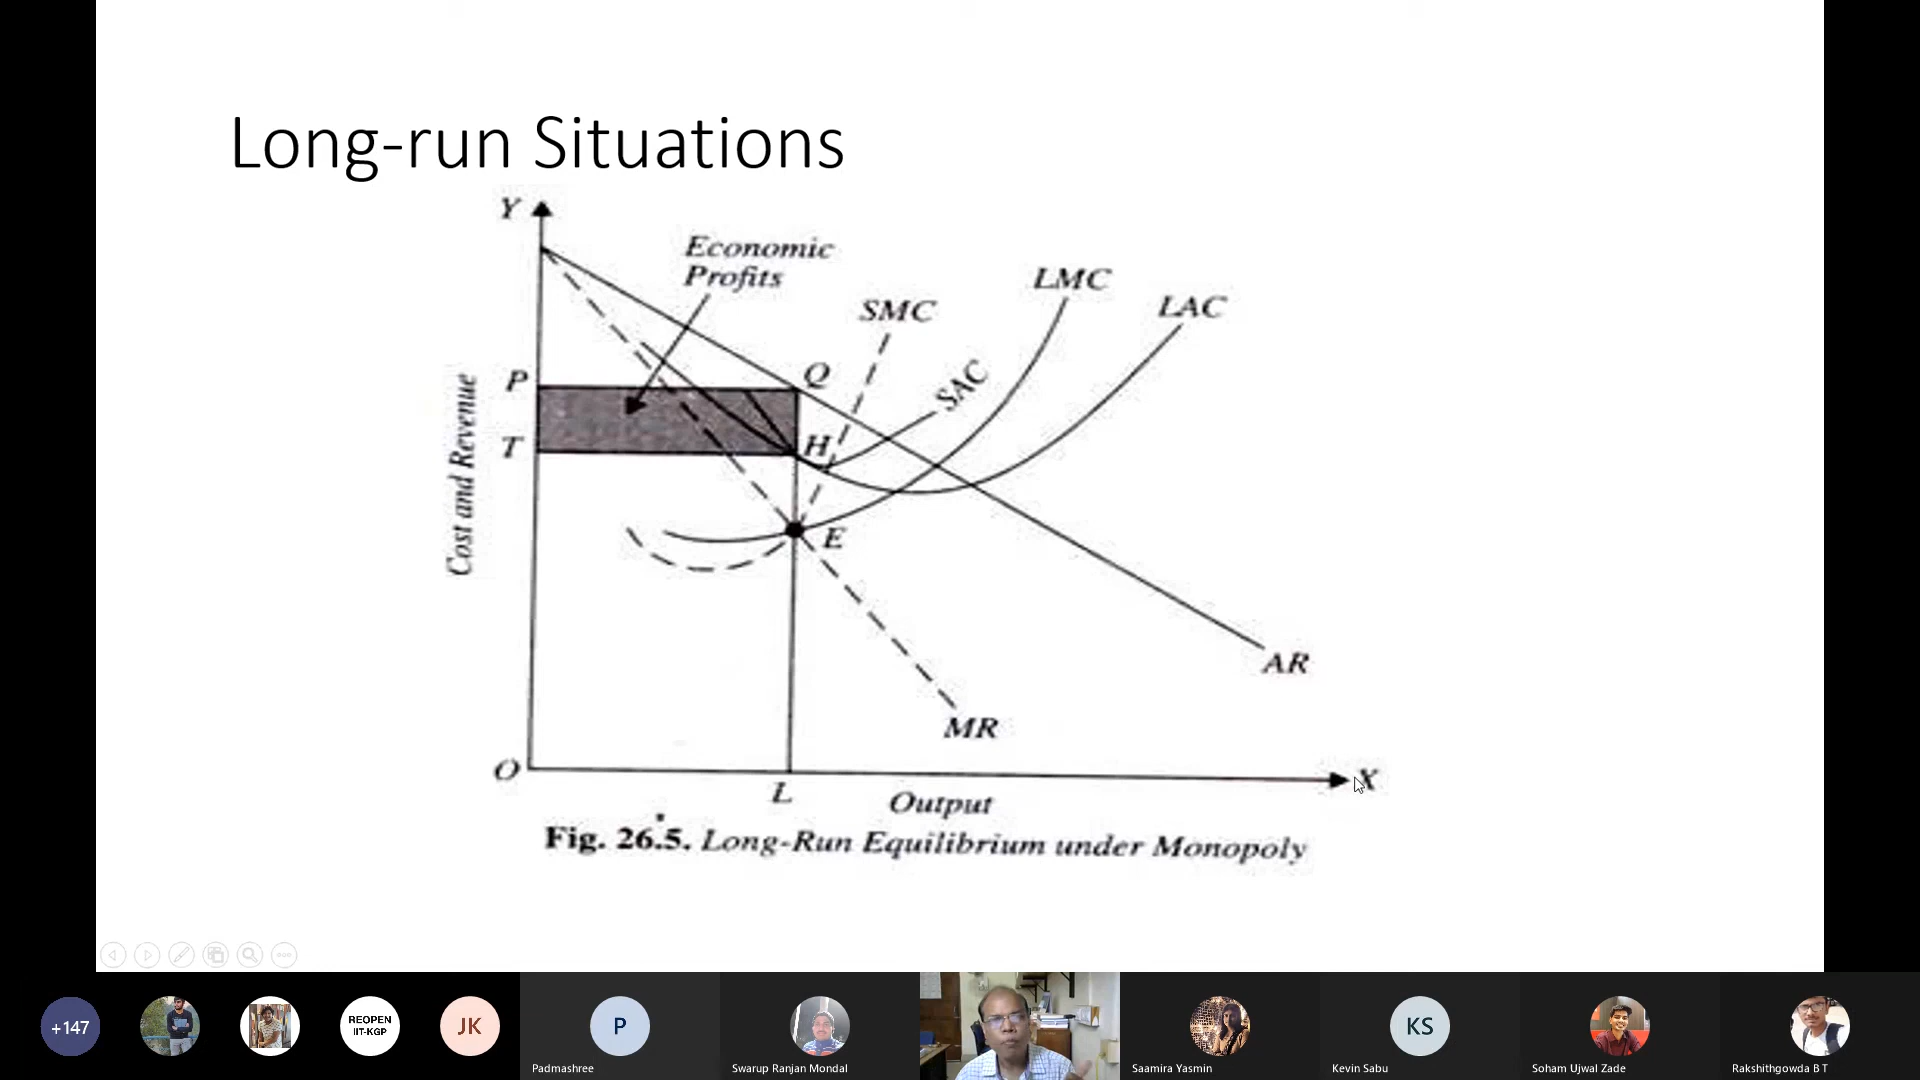 Long-run Situations
Y
Economic
Profits
SMC
LMC
LAC
P
Q
SAC
T
H
Cost and Revenue
E
AR
MR
O
L
Output
X
Fig. 26.5. Long-Run Equilibrium under Monopoly
+147
REOPEN
IIT-KGP
JK
P
KS
Padmashree
Swarup Ranjan Mondal
Saamira Yasmin
Kevin Sabu
Soham Ujwal Zade
Rakshithgowda B T